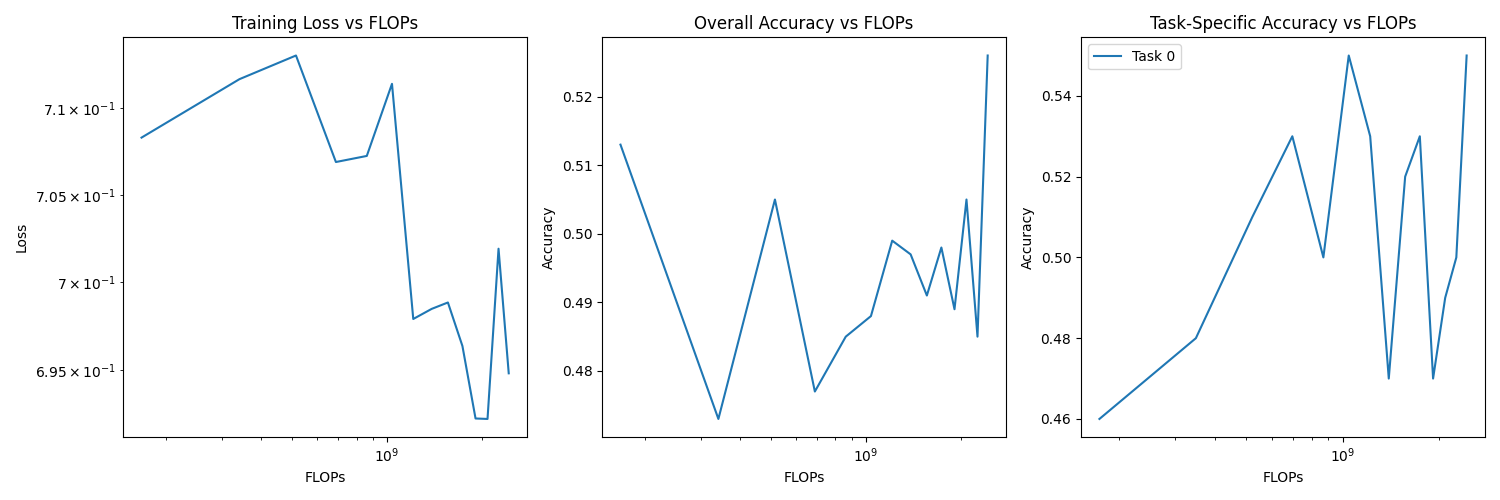 Training Loss vs FLOPs
7.1 × 10⁻¹
7.05 × 10⁻¹
7 × 10⁻¹
6.95 × 10⁻¹
Loss
10⁹
FLOPs
Overall Accuracy vs FLOPs
0.52
0.51
0.50
0.49
0.48
Accuracy
10⁹
FLOPs
Task-Specific Accuracy vs FLOPs
Task 0
0.54
0.52
0.50
0.48
0.46
Accuracy
10⁹
FLOPs